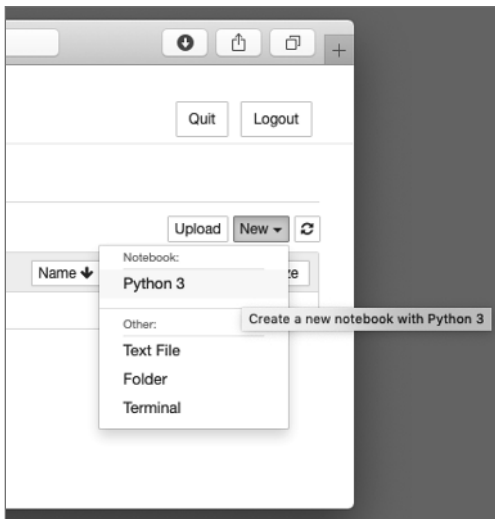 Quit Logout
Upload New
Name
Notebook:
Python 3
Create a new notebook with Python 3
Other:
Text File
Folder
Terminal